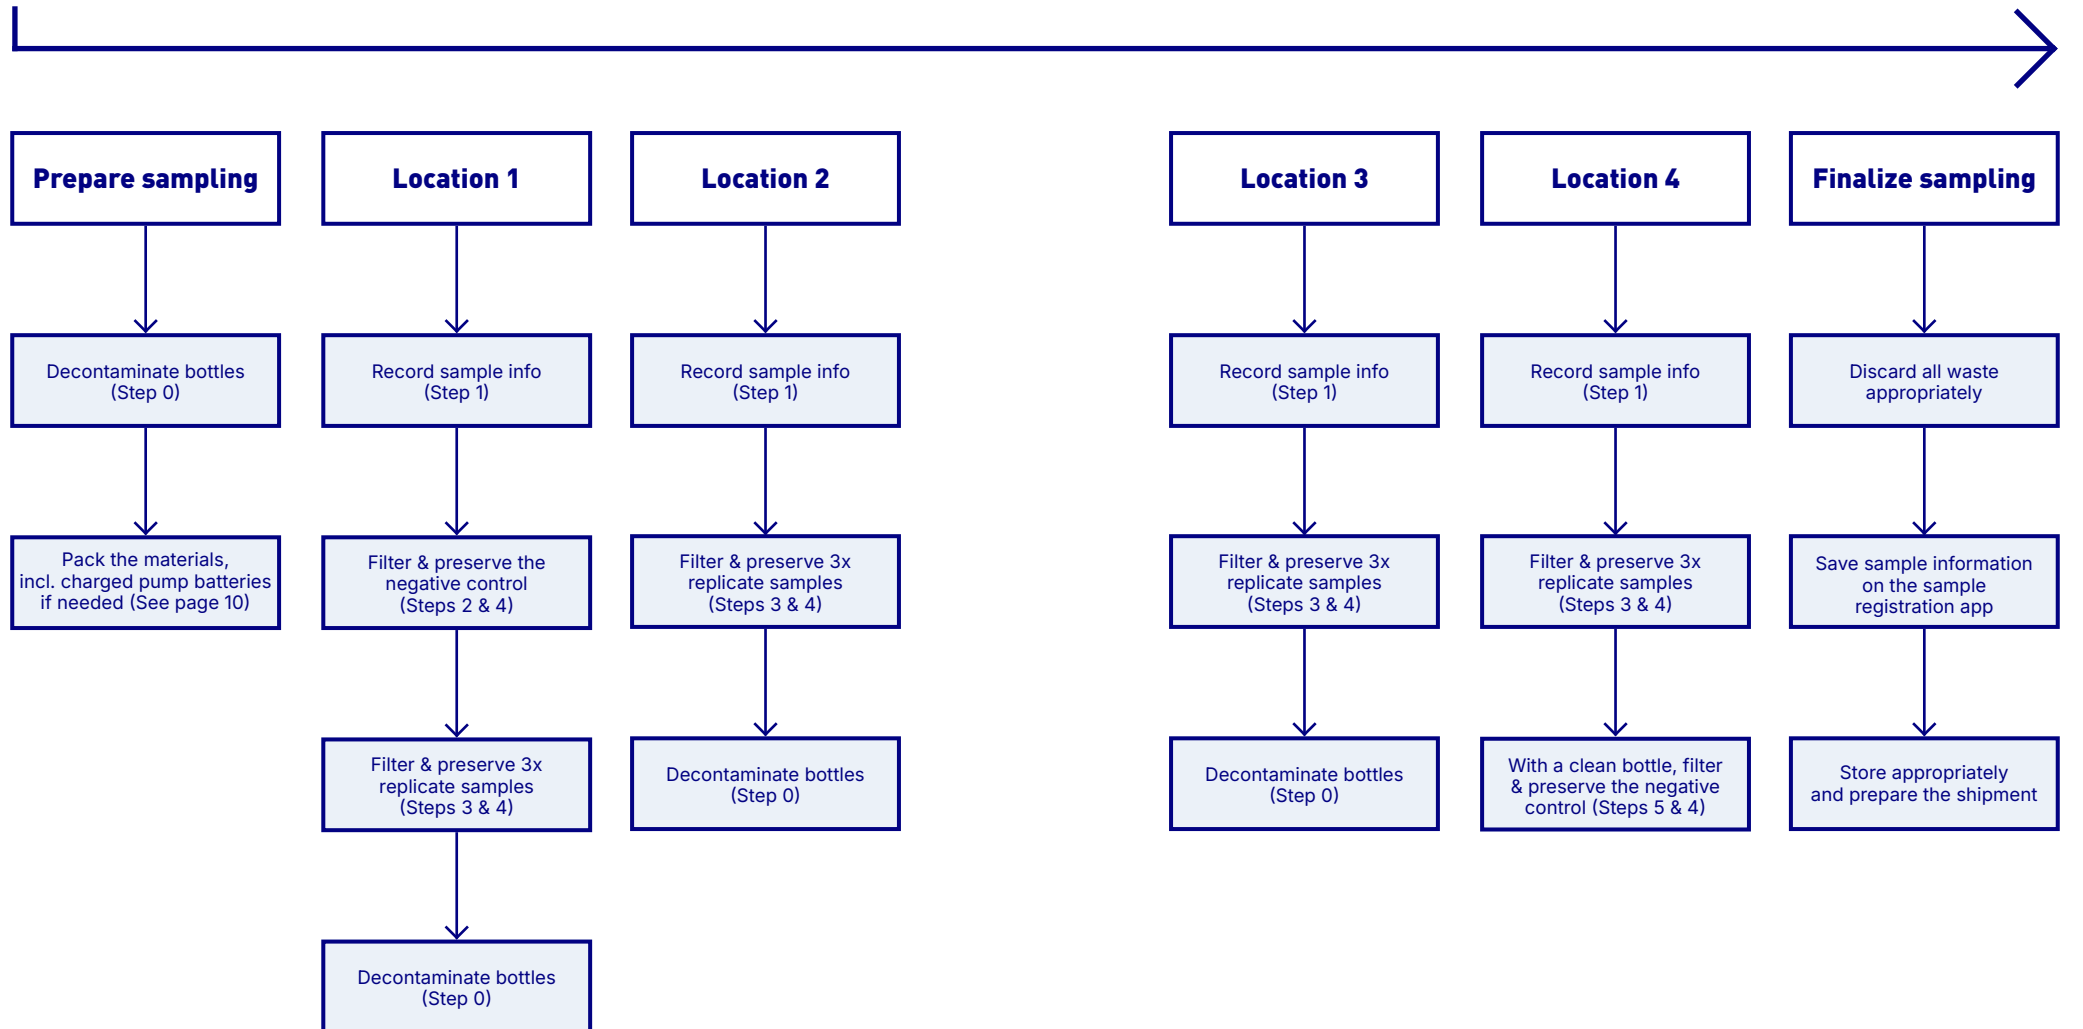 Prepare sampling
Decontaminate bottles
(Step 0)
Pack the materials,
incl. charged pump batteries
if needed (See page 10)
Location 1
Record sample info
(Step 1)
Filter & preserve the
negative control
(Steps 2 & 4)
Filter & preserve 3x
replicate samples
(Steps 3 & 4)
Decontaminate bottles
(Step 0)
Location 2
Record sample info
(Step 1)
Filter & preserve 3x
replicate samples
(Steps 3 & 4)
Decontaminate bottles
(Step 0)
Location 3
Record sample info
(Step 1)
Filter & preserve 3x
replicate samples
(Steps 3 & 4)
Decontaminate bottles
(Step 0)
Location 4
Record sample info
(Step 1)
Filter & preserve 3x
replicate samples
(Steps 3 & 4)
With a clean bottle, filter
& preserve the negative
control (Steps 5 & 4)
Finalize sampling
Discard all waste
appropriately
Save sample information
on the sample
registration app
Store appropriately
and prepare the shipment